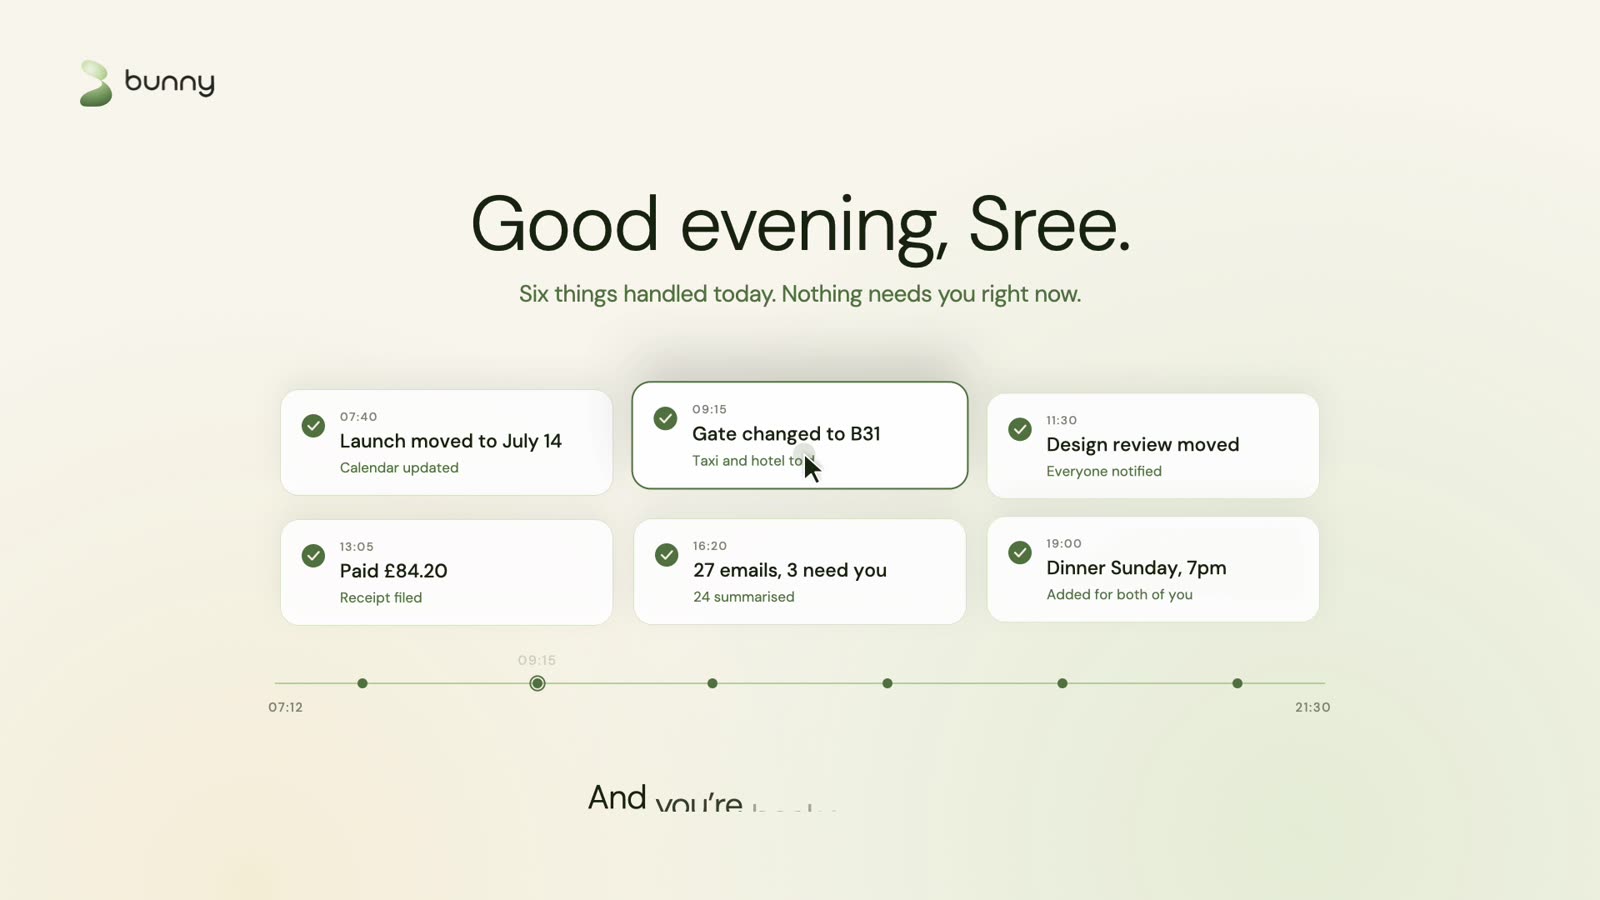 bunny
Good evening, Sree.
Six things handled today. Nothing needs you right now.
07:40
Launch moved to July 14
Calendar updated
09:15
Gate changed to B31
Taxi and hotel
11:30
Design review moved
Everyone notified
13:05
Paid £84.20
Receipt filed
16:20
27 emails, 3 need you
24 summarised
19:00
Dinner Sunday, 7pm
Added for both of you
09:15
07:12
21:30
And you’re